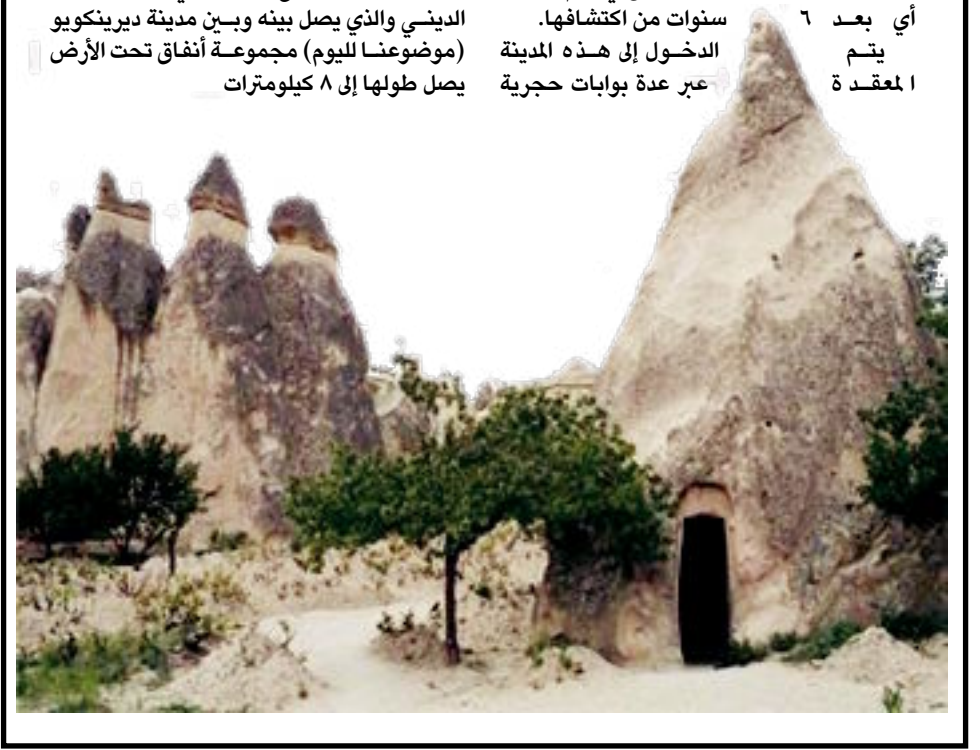 أي بعد ٦ سنوات من اكتشافها.
يتم الدخول إلى هذه المدينة
المعقدة عبر عدة بوابات حجرية
الديني والذي يصل بينه وبين مدينة ديرينكويو
(موضوعنا لليوم) مجموعة أنفاق تحت الأرض
يصل طولها إلى ٨ كيلومترات